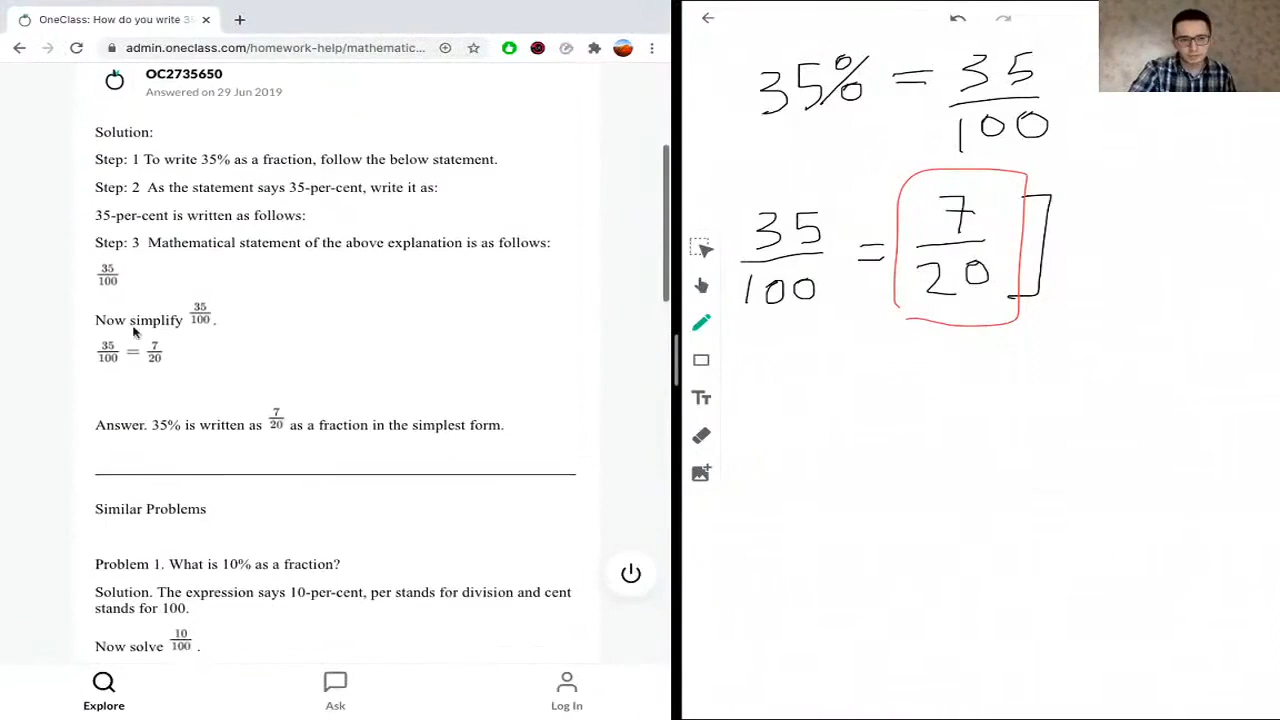 OneClass: How do you write 3
admin.oneclass.com/homework-help/mathematic...
OC2735650
Answered on 29 Jun 2019
Solution:
Step: 1 To write 35% as a fraction, follow the below statement.
Step: 2 As the statement says 35-per-cent, write it as:
35-per-cent is written as follows:
Step: 3 Mathematical statement of the above explanation is as follows:
35/100
Now simplify 35/100.
35/100 = 7/20
Answer. 35% is written as 7/20 as a fraction in the simplest form.
Similar Problems
Problem 1. What is 10% as a fraction?
Solution. The expression says 10-per-cent, per stands for division and cent
stands for 100.
Now solve 10/100 .
Explore
Ask
Log In
35% = 35/100
35/100 = 7/20
Tт